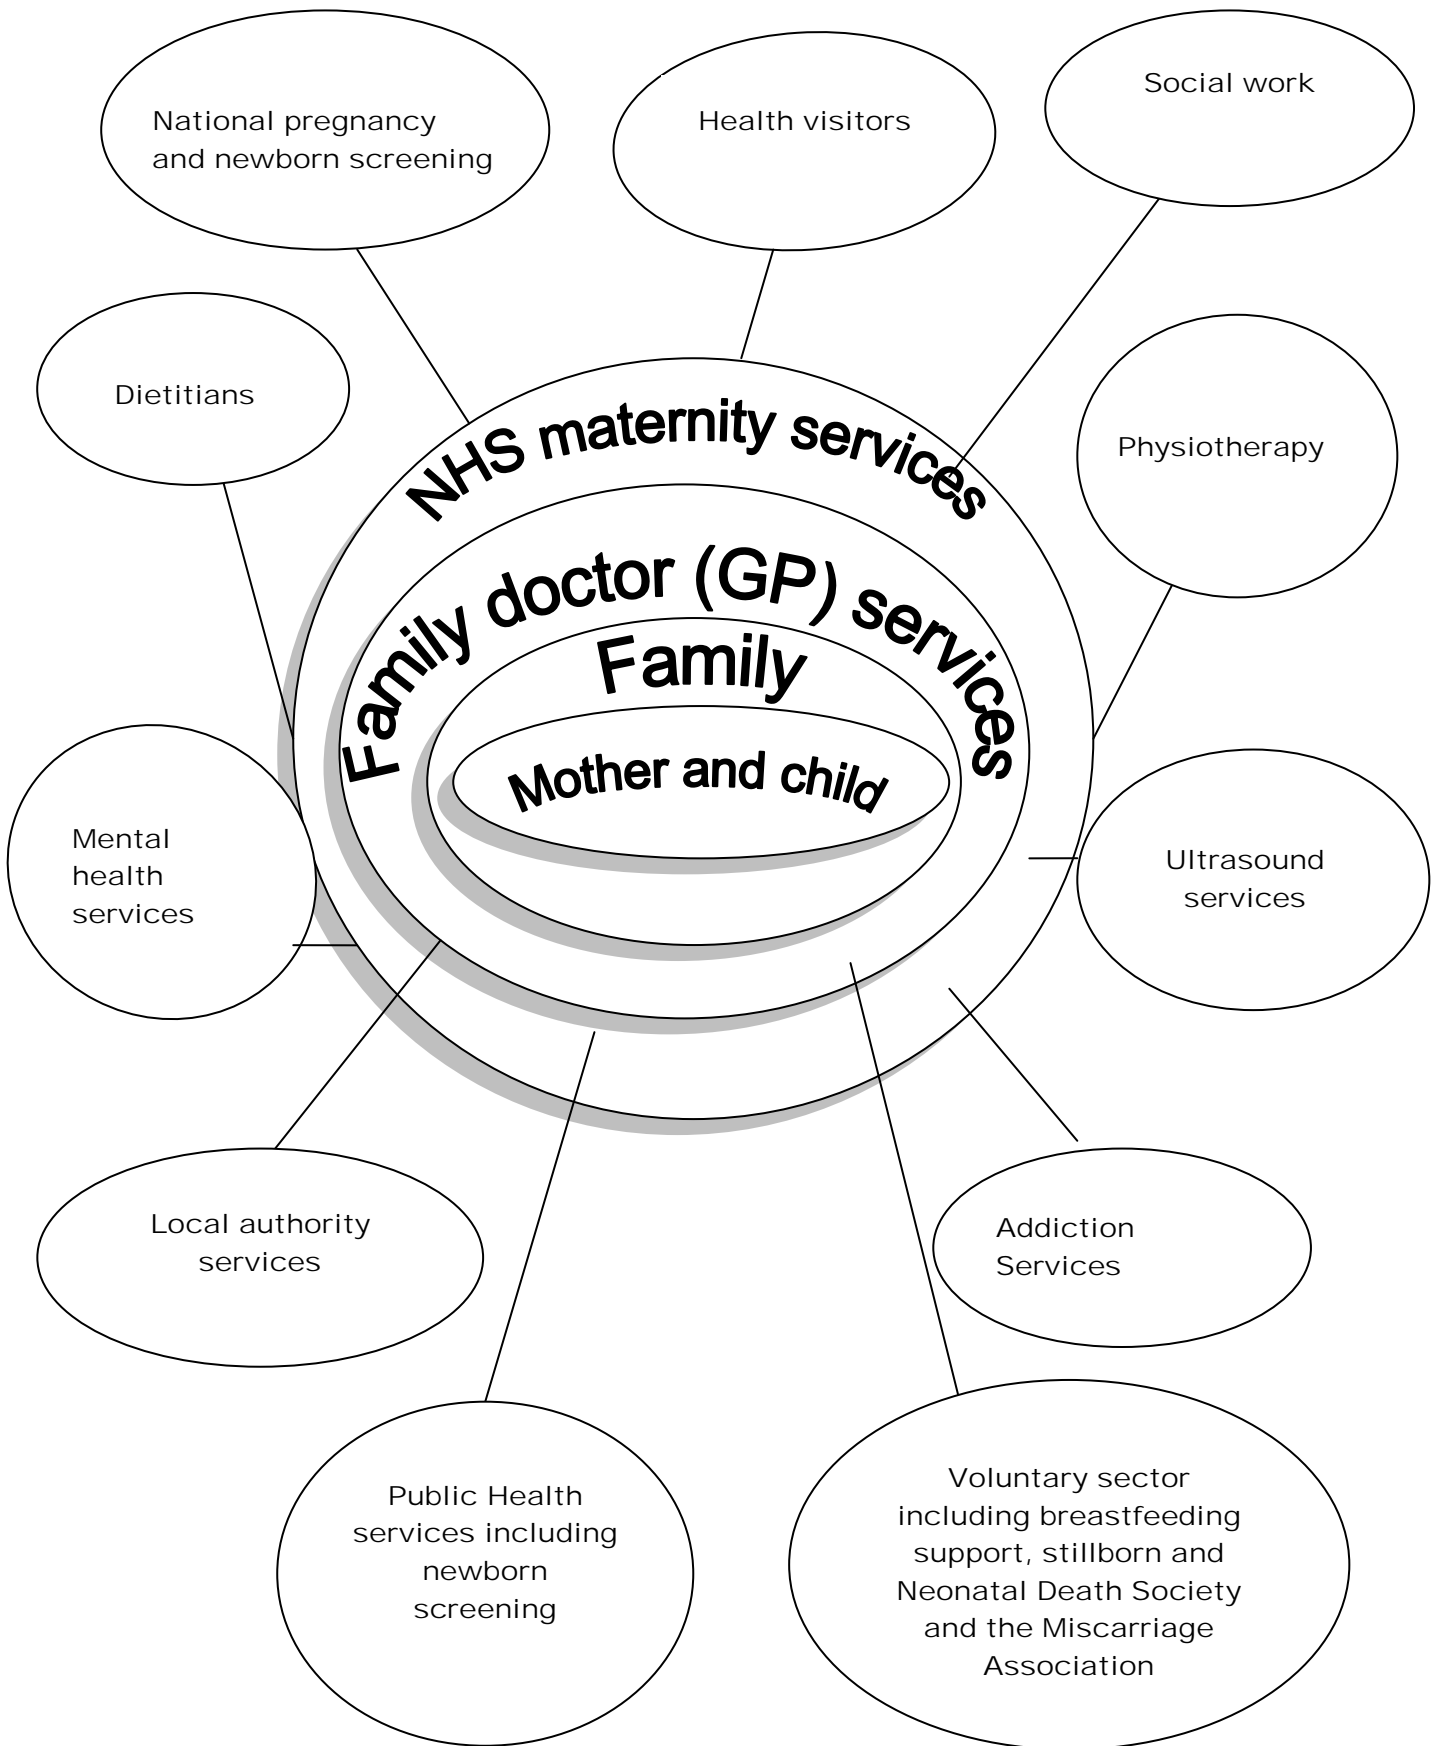 National pregnancy
and newborn screening
Health visitors
Social work
Dietitians
Physiotherapy
NHS maternity services
Family doctor (GP) services
Family
Mother and child
Mental
health
services
Ultrasound
services
Local authority
services
Addiction
Services
Public Health
services including
newborn
screening
Voluntary sector
including breastfeeding
support, stillborn and
Neonatal Death Society
and the Miscarriage
Association